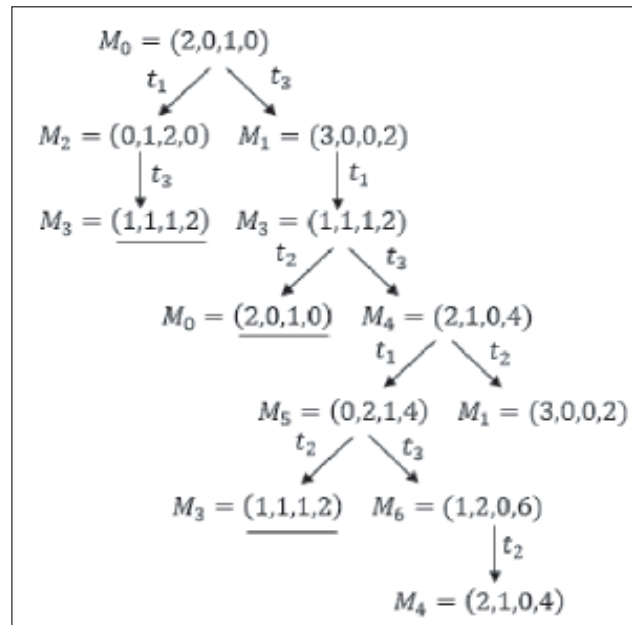 M₀ = (2,0,1,0)
t₁ t₃
M₂ = (0,1,2,0) M₁ = (3,0,0,2)
t₃ t₁
M₃ = (1,1,1,2) M₃ = (1,1,1,2)
t₂ t₃
M₀ = (2,0,1,0) M₄ = (2,1,0,4)
t₁ t₂
M₅ = (0,2,1,4) M₁ = (3,0,0,2)
t₂ t₃
M₃ = (1,1,1,2) M₆ = (1,2,0,6)
t₂
M₄ = (2,1,0,4)